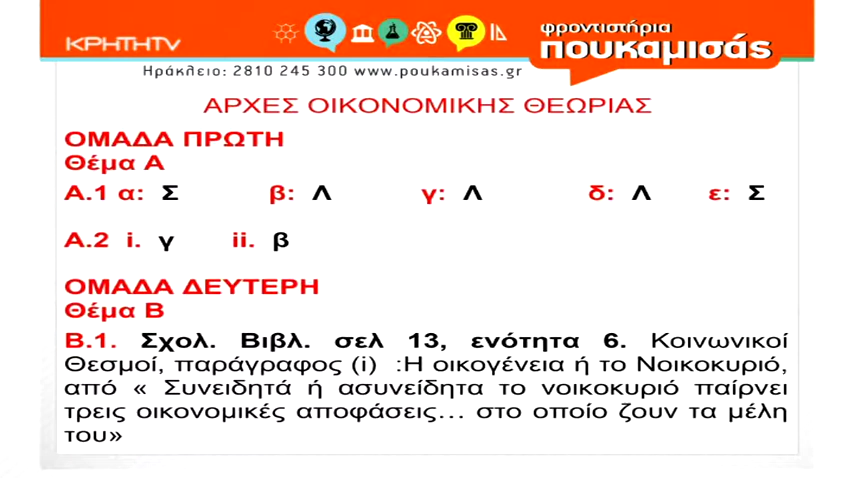 ΚΡΗΤΗTV
φροντιστήρια
πουκαμισάς
Ηράκλειο: 2810 245 300 www.poukamisas.gr
ΑΡΧΕΣ ΟΙΚΟΝΟΜΙΚΗΣ ΘΕΩΡΙΑΣ
ΟΜΑΔΑ ΠΡΩΤΗ
Θέμα Α
Α.1 α: Σ β: Λ γ: Λ δ: Λ ε: Σ
Α.2 i. γ ii. β
ΟΜΑΔΑ ΔΕΥΤΕΡΗ
Θέμα Β
Β.1. Σχολ. Βιβλ. σελ 13, ενότητα 6. Κοινωνικοί
Θεσμοί, παράγραφος (i) :Η οικογένεια ή το Νοικοκυριό,
από « Συνειδητά ή ασυνείδητα το νοικοκυριό παίρνει
τρεις οικονομικές αποφάσεις… στο οποίο ζουν τα μέλη
του»